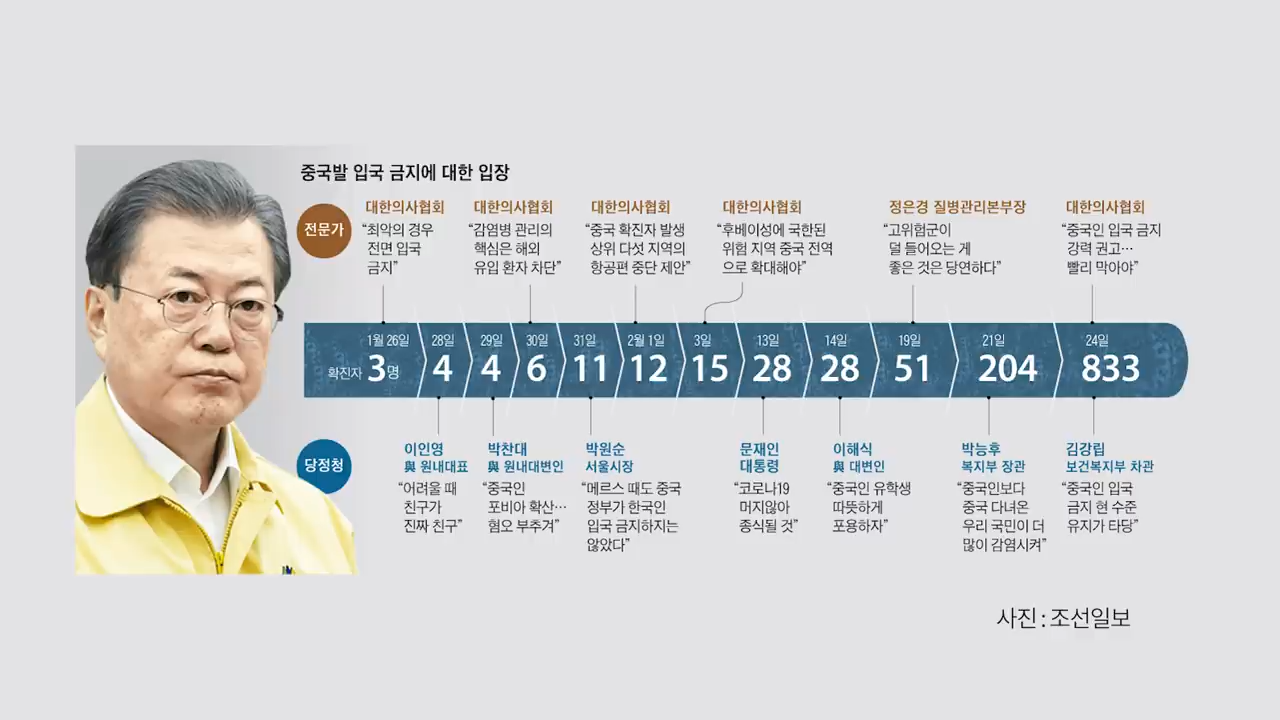 중국발 입국 금지에 대한 입장
전문가
대한의사협회
“최악의 경우
전면 입국
금지”
대한의사협회
“감염병 관리의
핵심은 해외
유입 환자 차단”
대한의사협회
“중국 확진자 발생
상위 다섯 지역의
항공편 중단 제안”
대한의사협회
“후베이성에 국한된
위험 지역 중국 전역
으로 확대해야”
정은경 질병관리본부장
“고위험군이
덜 들어오는 게
좋은 것은 당연하다”
대한의사협회
“중국인 입국 금지
강력 권고…
빨리 막아야”
1월 26일
확진자 3명
28일
4
29일
4
30일
6
31일
11
2월 1일
12
3일
15
13일
28
14일
28
19일
51
21일
204
24일
833
당정청
이인영
與 원내대표
“어려울 때
친구가
진짜 친구”
박찬대
與 원내대변인
“중국인
포비아 확산…
혐오 부추겨”
박원순
서울시장
“메르스 때도 중국
정부가 한국인
입국 금지하지는
않았다”
문재인
대통령
“코로나19
머지않아
종식될 것”
이해식
與 대변인
“중국인 유학생
따뜻하게
포용하자”
박능후
복지부 장관
“중국인보다
중국 다녀온
우리 국민이 더
많이 감염시켜”
김강립
보건복지부 차관
“중국인 입국
금지 현 수준
유지가 타당”
사진 : 조선일보